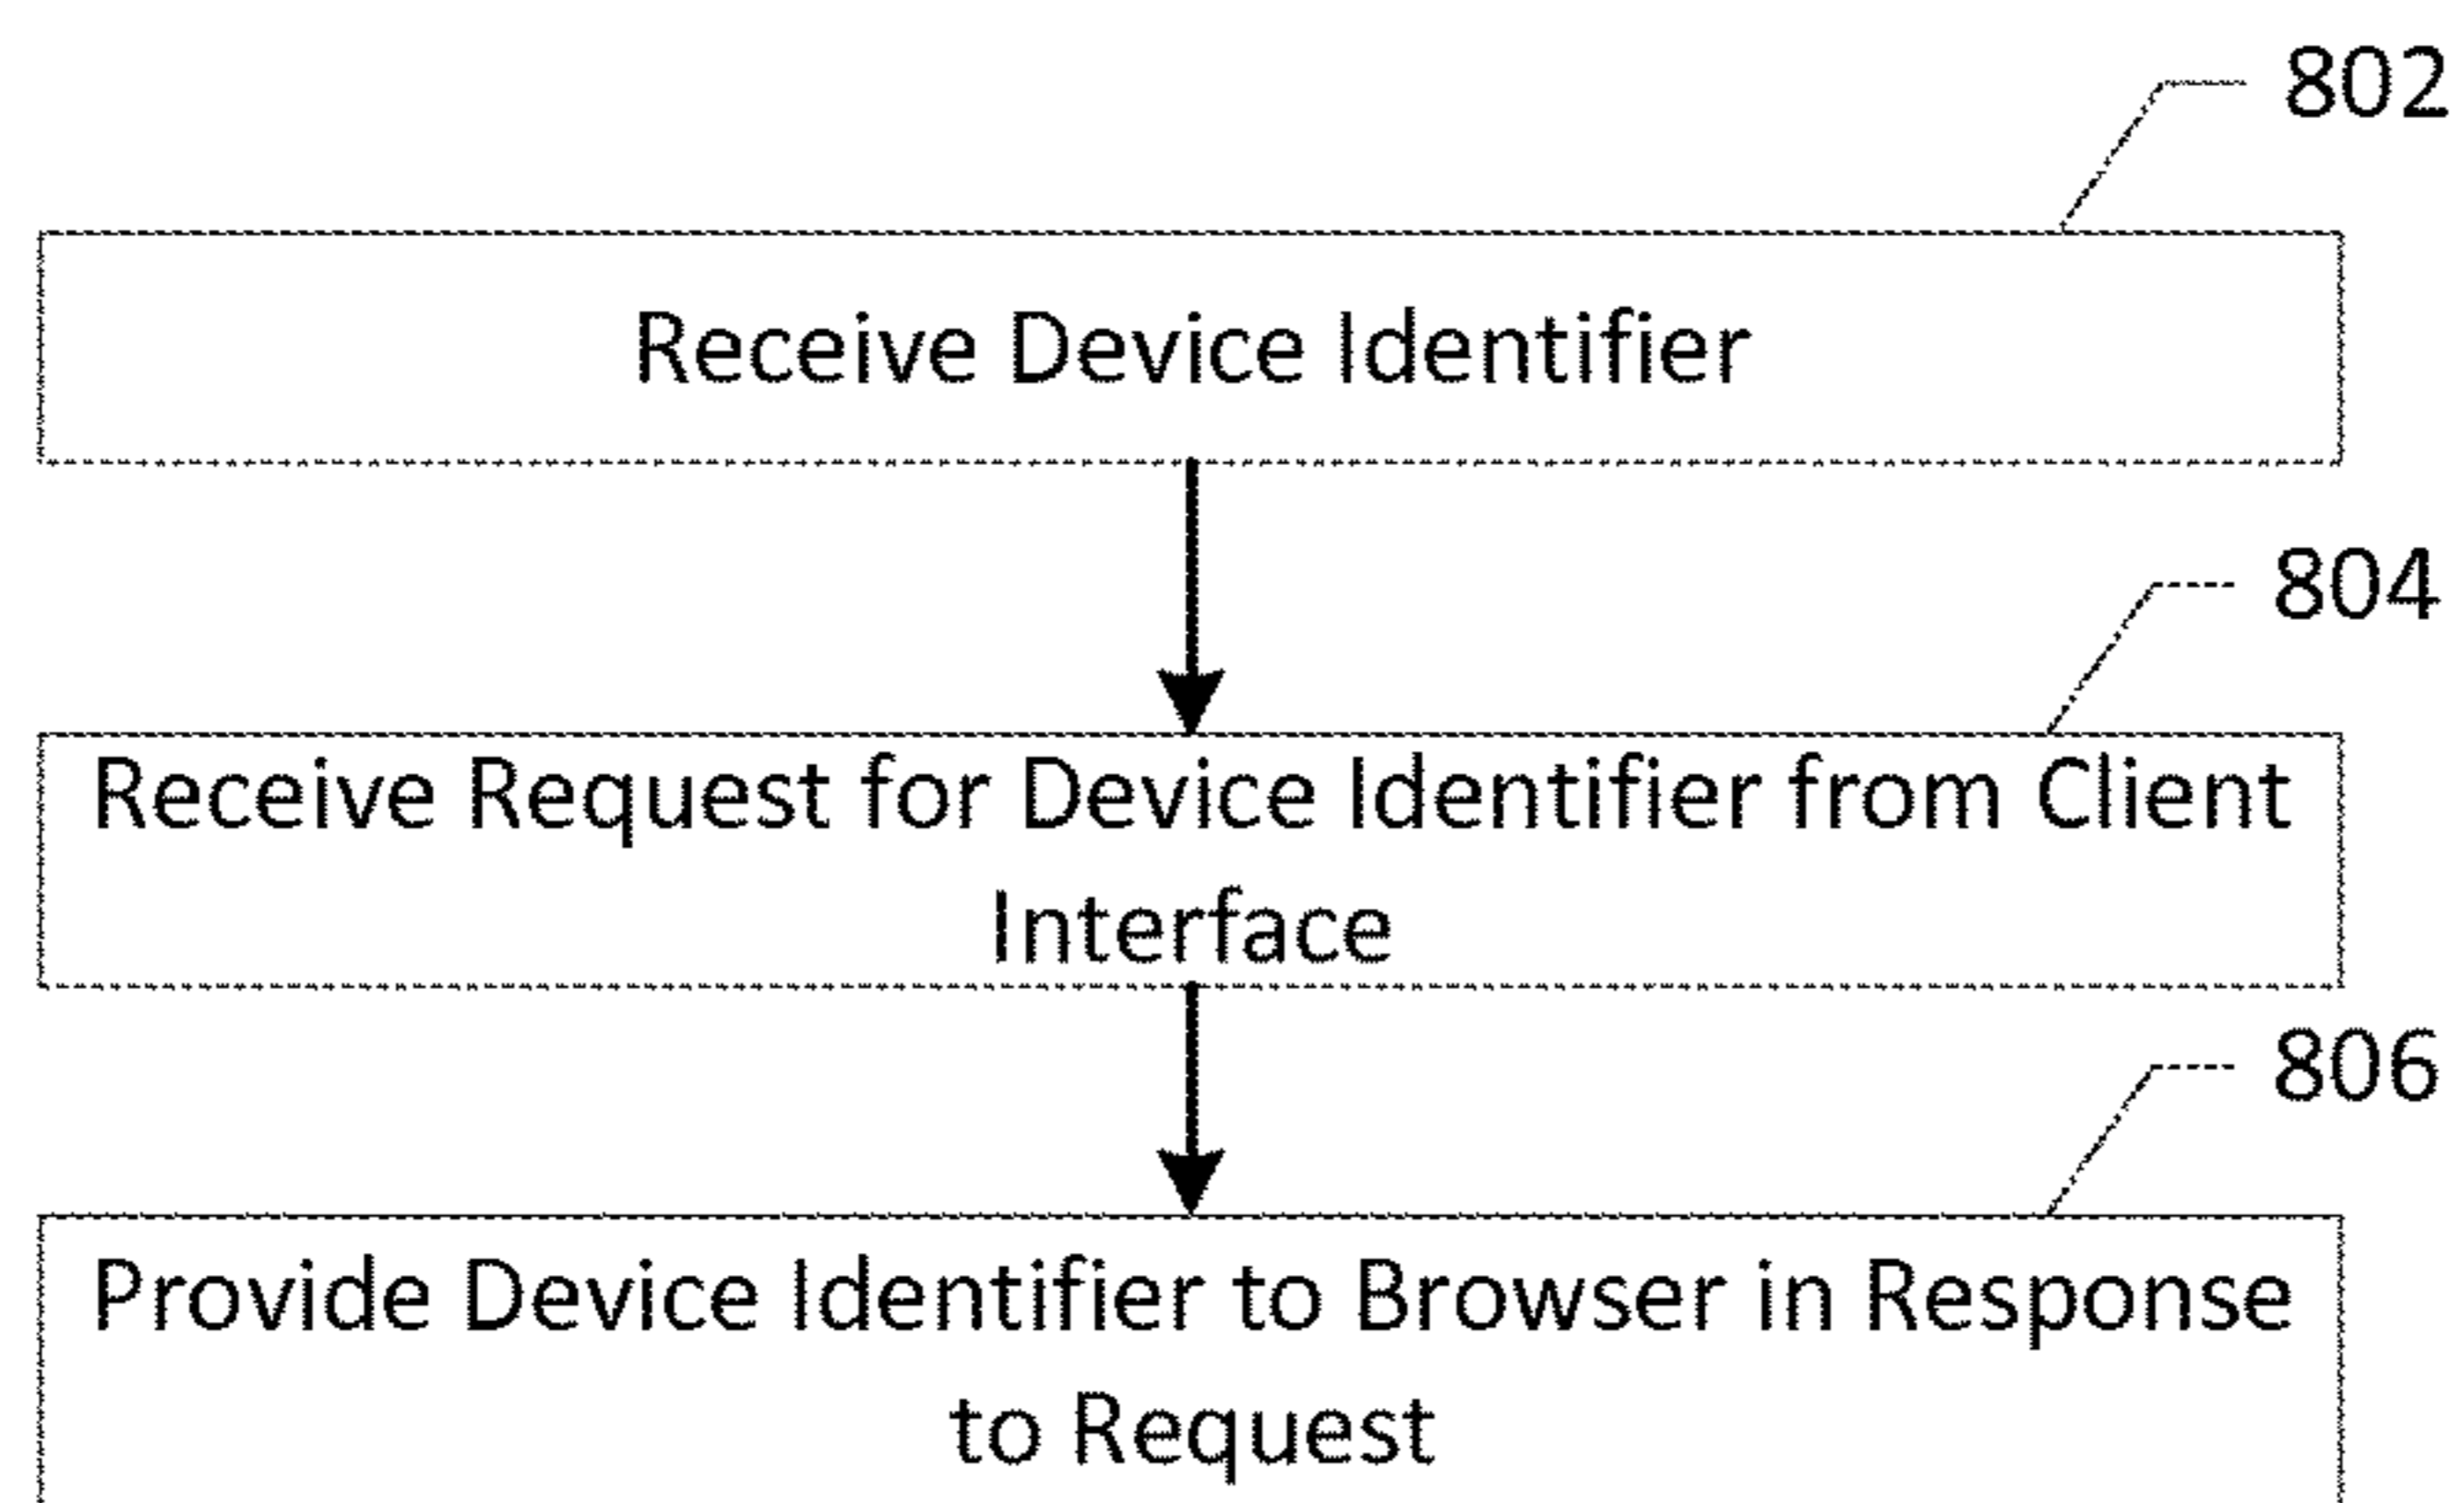 802
Receive Device Identifier
804
Receive Request for Device Identifier from Client
Interface
806
Provide Device Identifier to Browser in Response
to Request